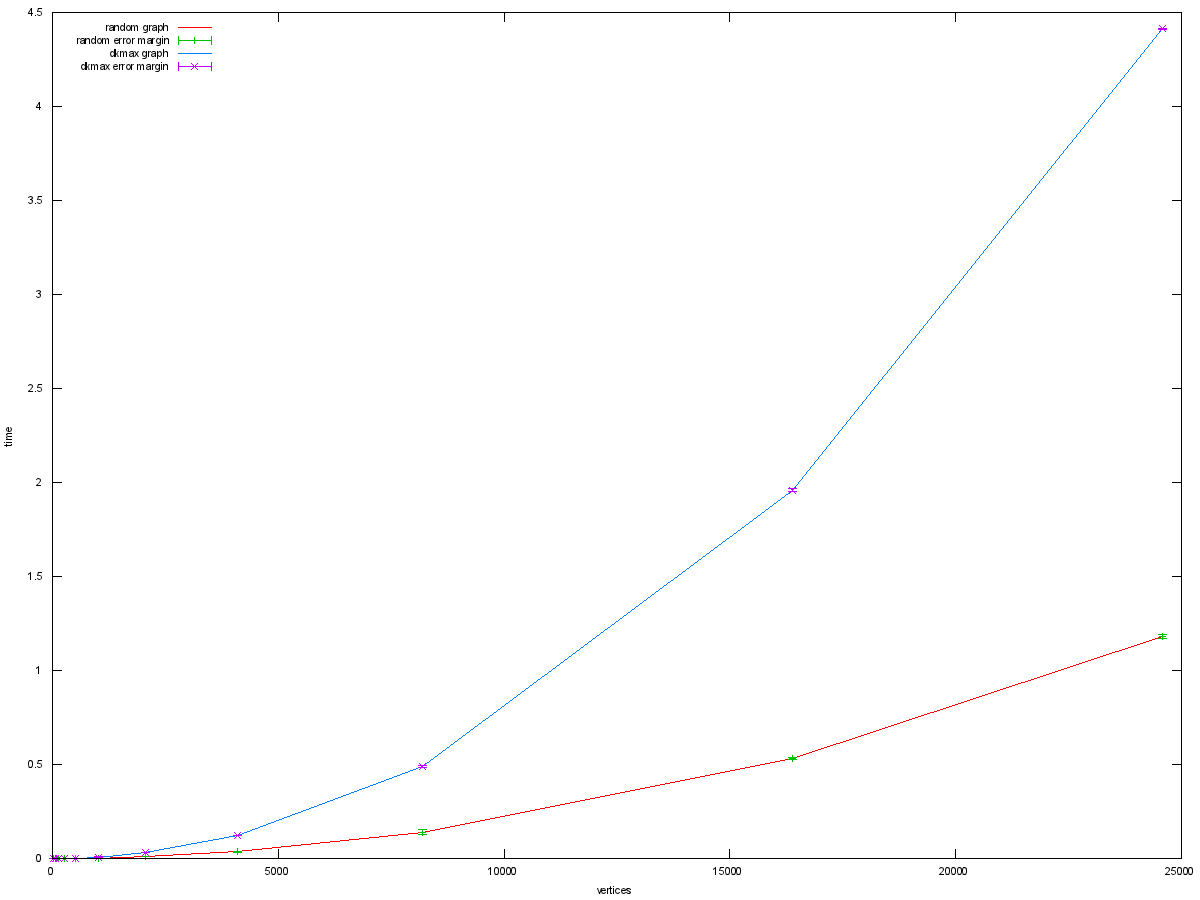 4.5
4
3.5
3
2.5
2
1.5
1
0.5
0
time
random graph
random error margin
dkmax graph
dkmax error margin
0 5000 10000 15000 20000 25000
vertices